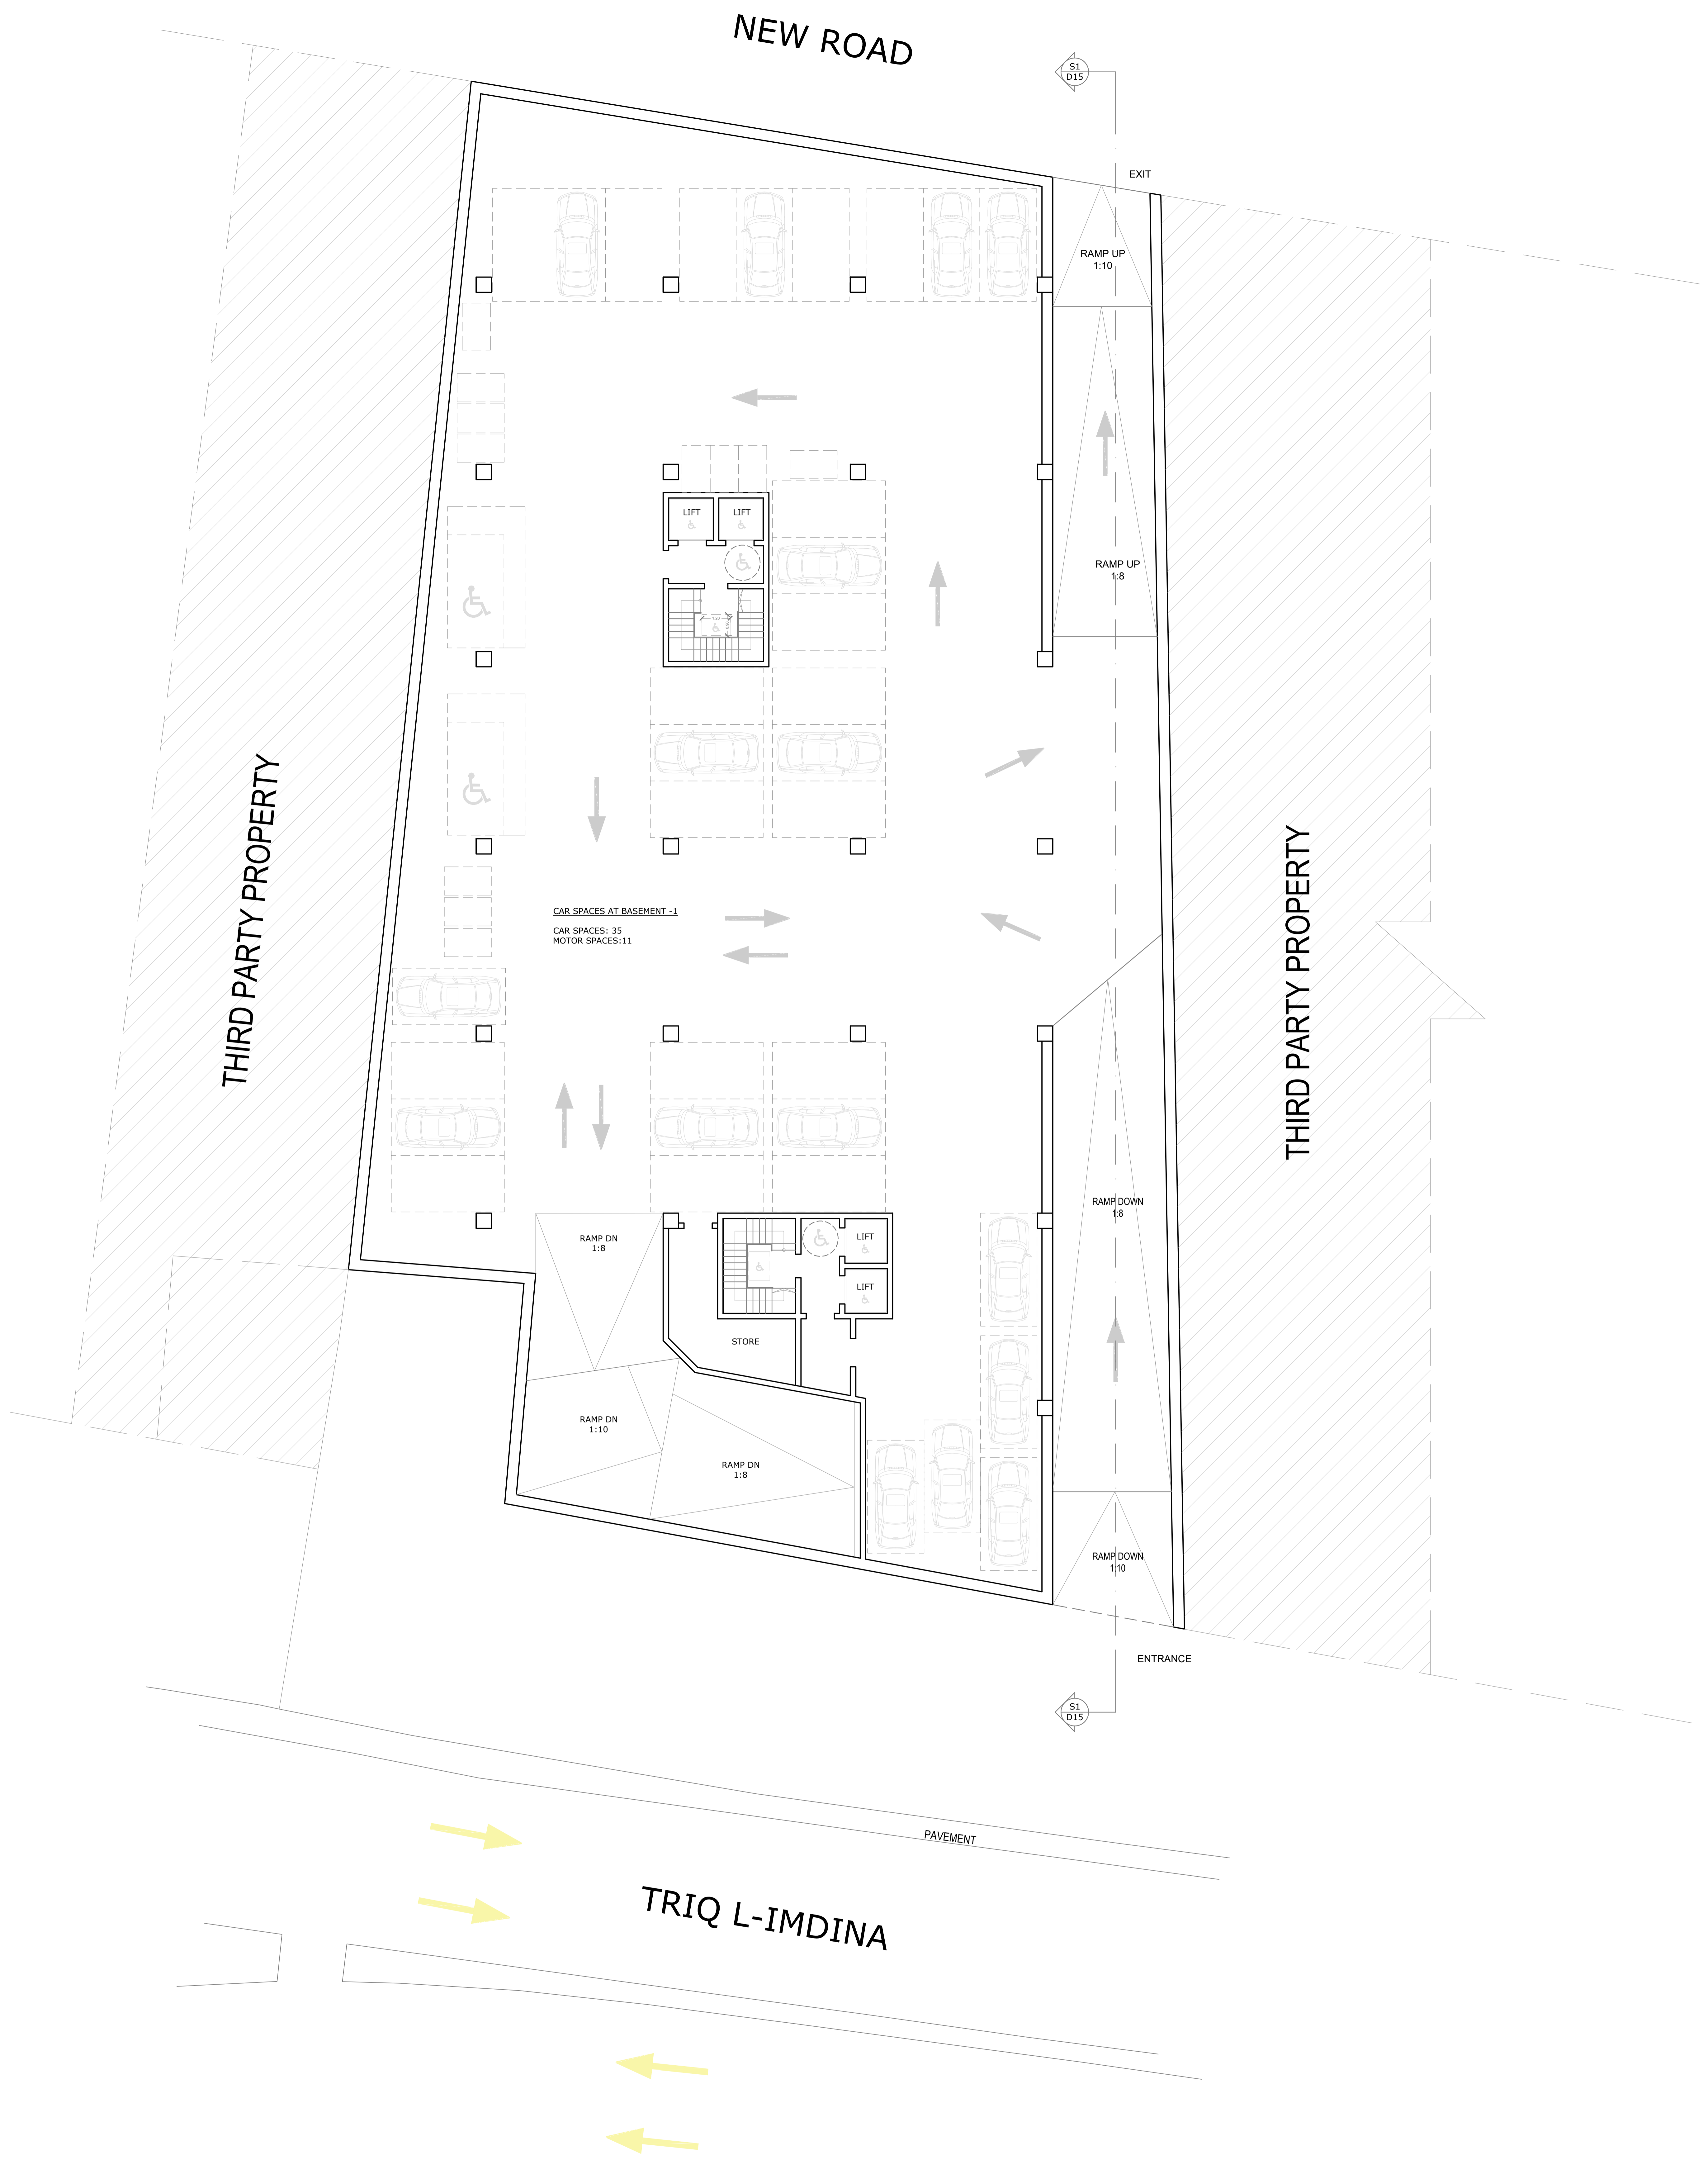 NEW ROAD
S1
D15
EXIT
RAMP UP
1:10
LIFT
LIFT
RAMP UP
1:8
THIRD PARTY PROPERTY
THIRD PARTY PROPERTY
CAR SPACES AT BASEMENT -1
CAR SPACES: 35
MOTOR SPACES:11
RAMP DOWN
1:8
RAMP DN
1:8
LIFT
LIFT
STORE
RAMP DN
1:10
RAMP DN
1:8
RAMP DOWN
1:10
ENTRANCE
S1
D15
PAVEMENT
TRIQ L-IMDINA